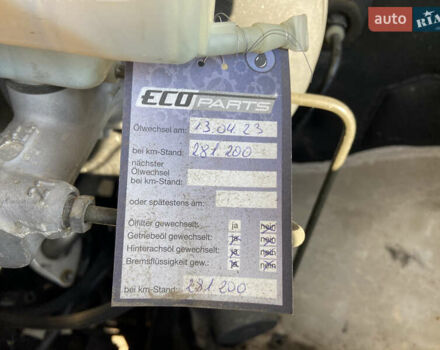 auto RIA
ECO PARTS
Ölwechsel am: 13.04.23
bei km-Stand: 281.200
nächster
Ölwechsel
bei km-Stand:
oder spätestens am:
Ölfilter gewechselt: ja nein
Getriebeöl gewechselt: ja nein
Hinterachsöl gewechselt: ja nein
Bremsflüssigkeit gew.: ja nein
bei km-Stand: 281200